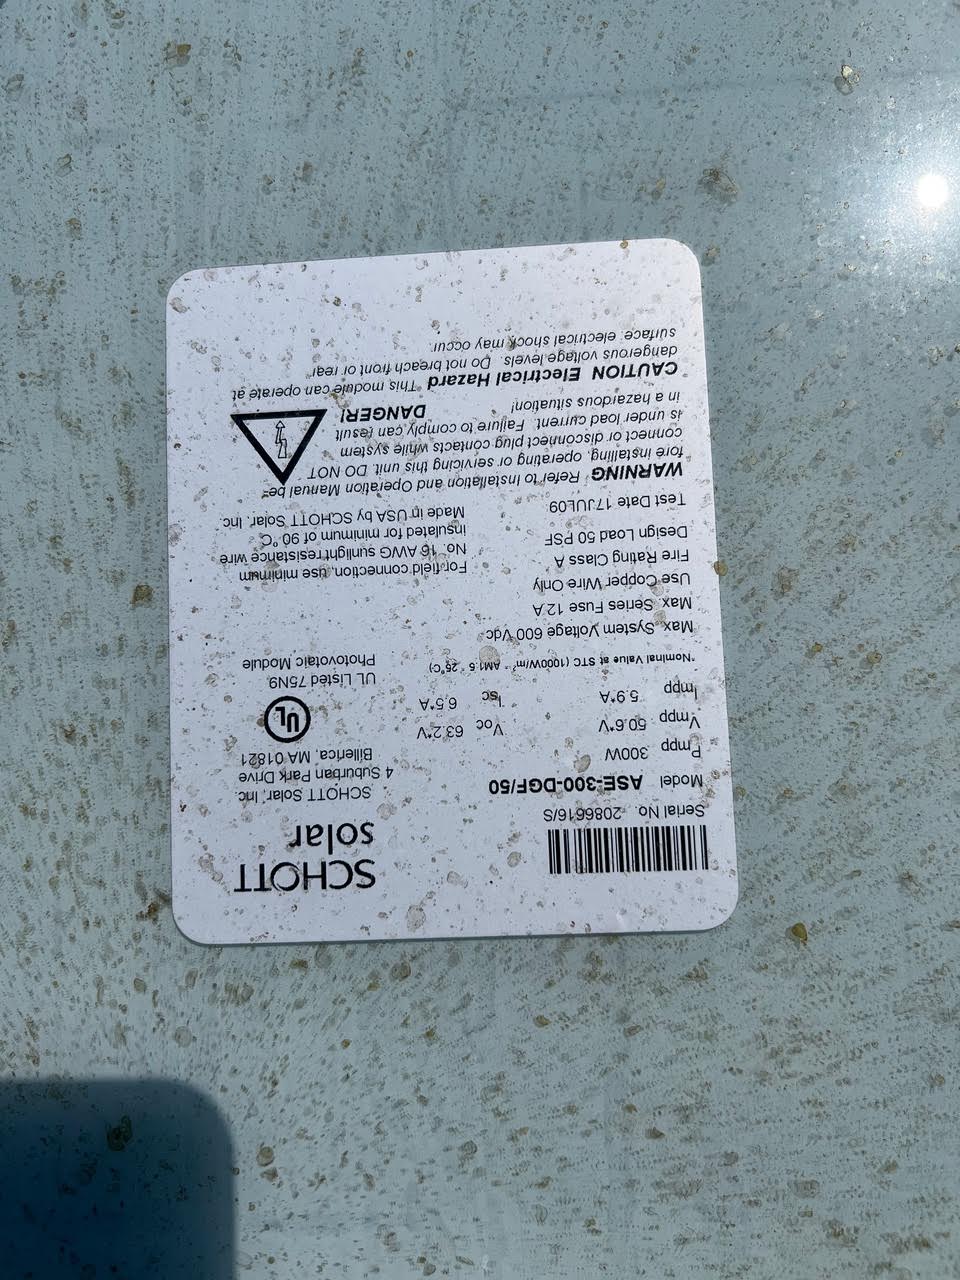 SCHOTT
solar
SCHOTT Solar, Inc.
4 Suburban Park Drive
Billerica, MA 01821
UL
UL Listed 75N9
Photovotaic Module
Serial No. 2086616/S
Model ASE-300-DGF/50
Pmpp 300W
Vmpp 50.6*V Voc 63.2*V
Impp 5.9*A Isc 6.5*A
*Nominal Value at STC (1000W/m² * AM1.5 * 25°C)
Max. System Voltage 600 Vdc
Max. Series Fuse 12 A
Use Copper Wire Only
Fire Rating Class A
Design Load 50 PSF
Test Date 17JUL09
For field connection, use minimum
No. 16 AWG sunlight resistance wire
insulated for minimum of 90 °C
Made in USA by SCHOTT Solar, Inc.
WARNING Refer to Installation and Operation Manual be-
fore installing, operating or servicing this unit. DO NOT
connect or disconnect plug contacts while system
is under load current. Failure to comply can result
in a hazardous situation! DANGER!
CAUTION Electrical Hazard This module can operate at
dangerous voltage levels. Do not breach front or rear
surface, electrical shock may occur.